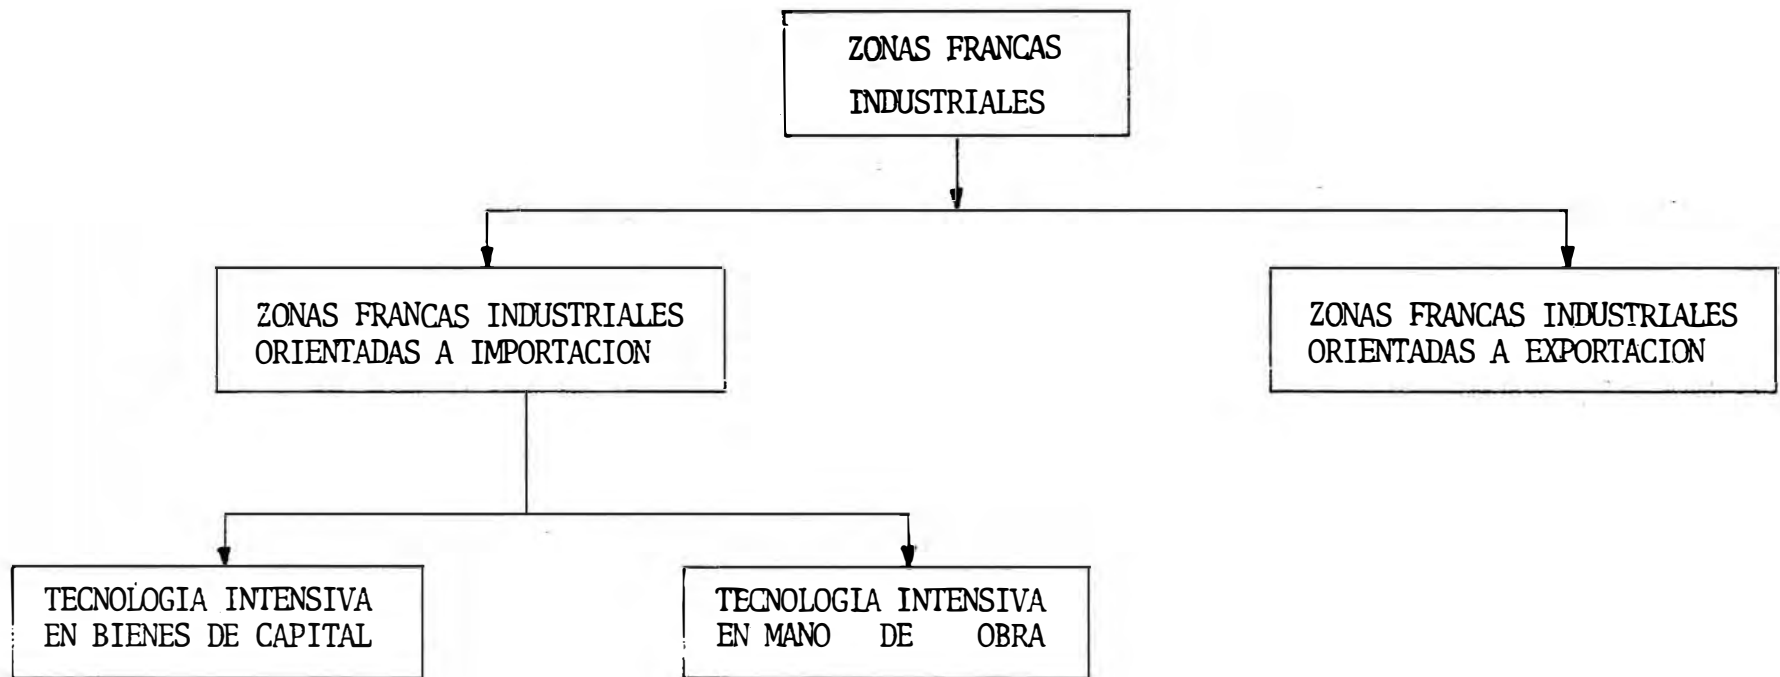 ZONAS FRANCAS
INDUSTRIALES
ZONAS FRANCAS INDUSTRIALES
ORIENTADAS A IMPORTACION
ZONAS FRANCAS INDUSTRIALES
ORIENTADAS A EXPORTACION
TECNOLOGIA INTENSIVA
EN BIENES DE CAPITAL
TECNOLOGIA INTENSIVA
EN MANO DE OBRA